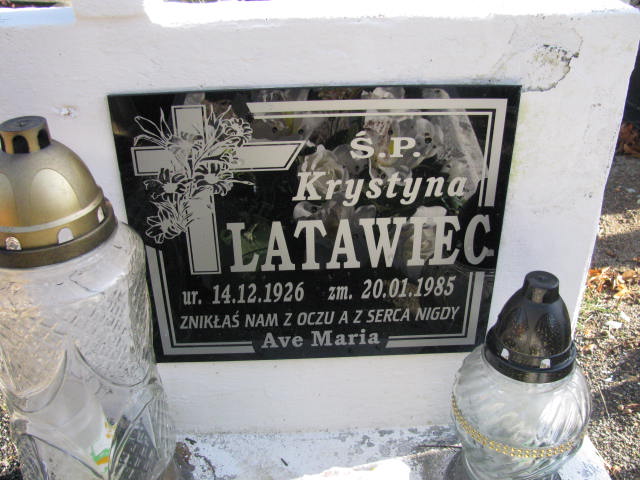 Ś.P.
Krystyna
LATAWIEC
ur. 14.12.1926 zm. 20.01.1985
ZNIKŁAŚ NAM Z OCZU A Z SERCA NIGDY
Ave Maria